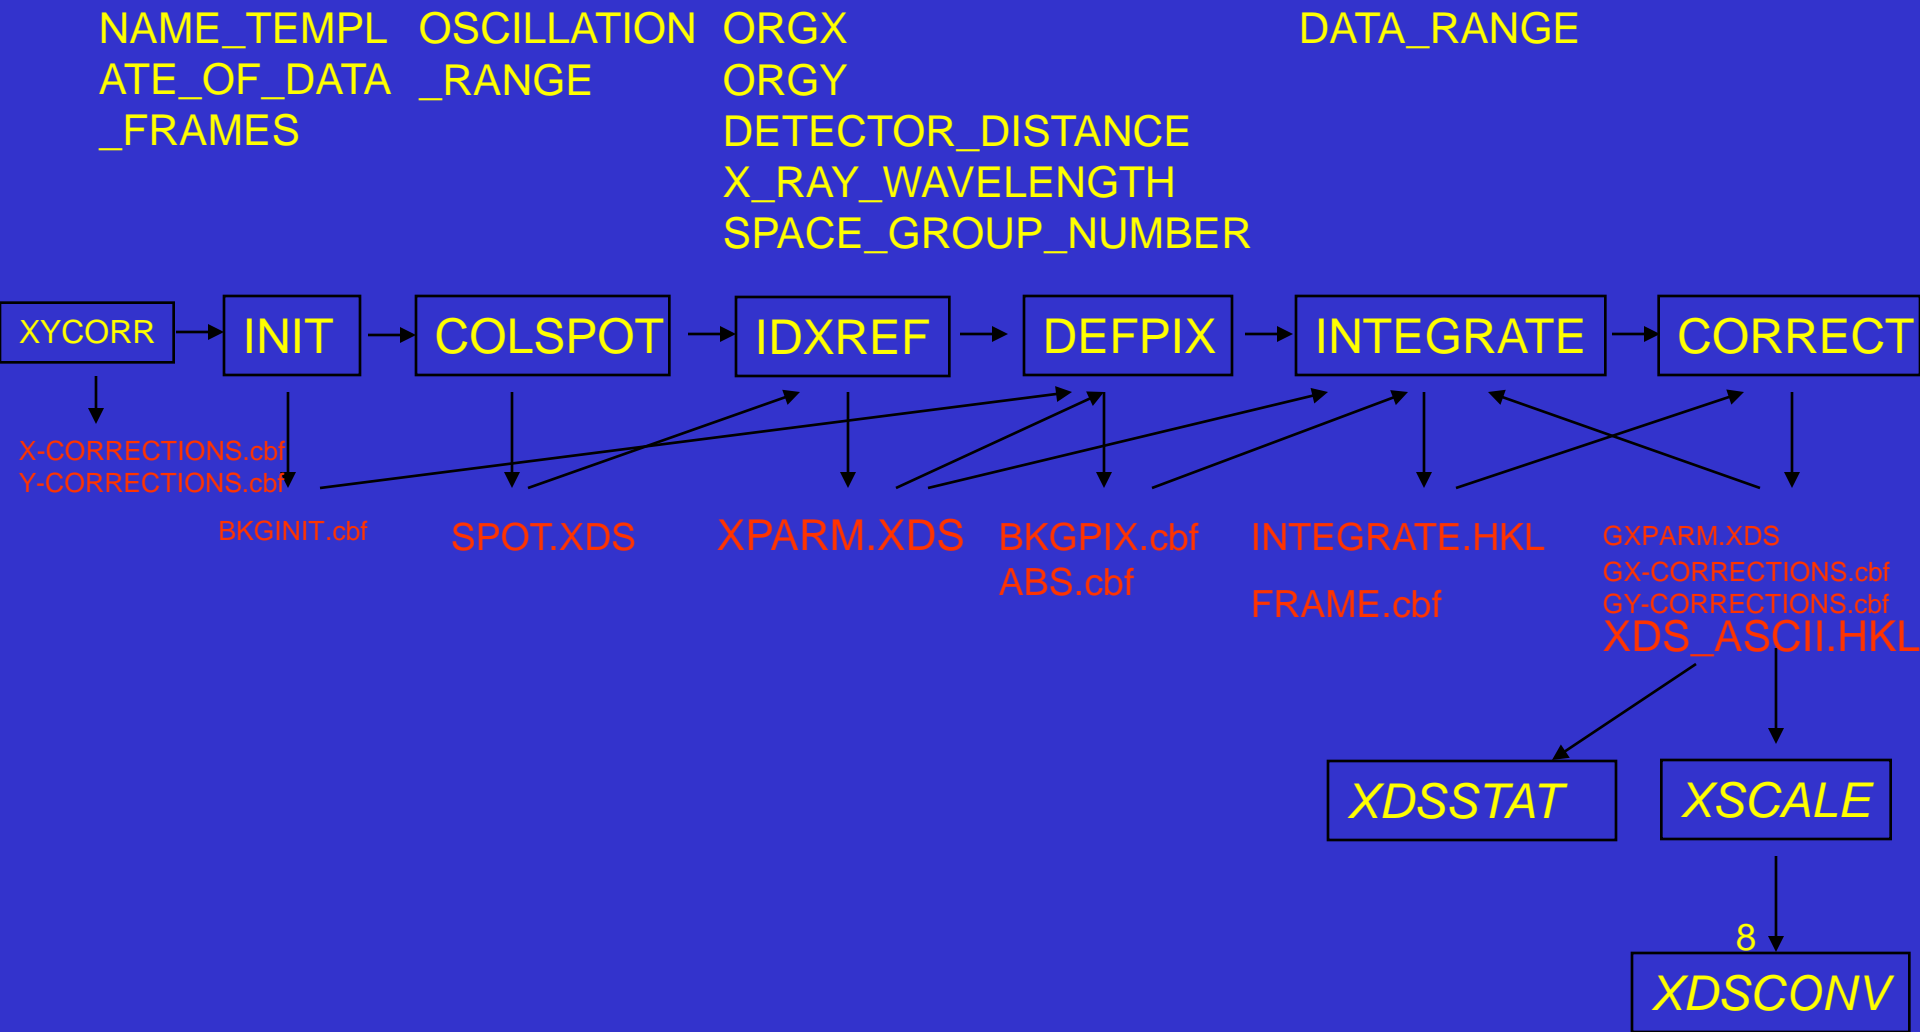 NAME_TEMPL
ATE_OF_DATA
_FRAMES
OSCILLATION
_RANGE
ORGX
ORGY
DETECTOR_DISTANCE
X_RAY_WAVELENGTH
SPACE_GROUP_NUMBER
DATA_RANGE
XYCORR
INIT
COLSPOT
IDXREF
DEFPIX
INTEGRATE
CORRECT
X-CORRECTIONS.cbf
Y-CORRECTIONS.cbf
BKGINIT.cbf
SPOT.XDS
XPARM.XDS
BKGPIX.cbf
ABS.cbf
INTEGRATE.HKL
FRAME.cbf
GXPARM.XDS
GX-CORRECTIONS.cbf
GY-CORRECTIONS.cbf
XDS_ASCII.HKL
XDSSTAT
XSCALE
8
XDSCONV